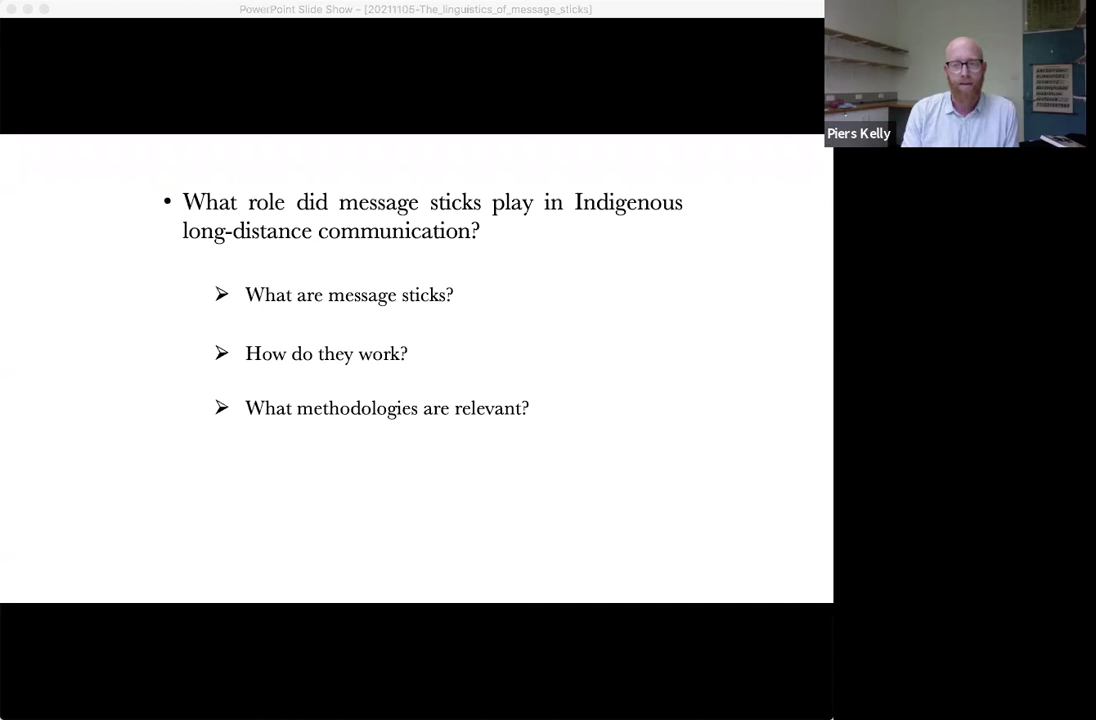 PowerPoint Slide Show – [20211105-The_linguistics_of_message_sticks]
Piers Kelly
• What role did message sticks play in Indigenous
long-distance communication?
➢ What are message sticks?
➢ How do they work?
➢ What methodologies are relevant?